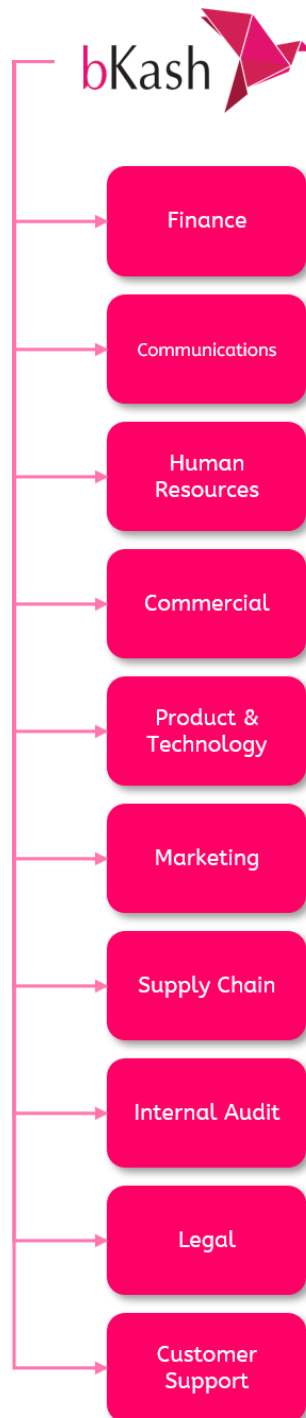 bKash
Finance
Communications
Human
Resources
Commercial
Product &
Technology
Marketing
Supply Chain
Internal Audit
Legal
Customer
Support